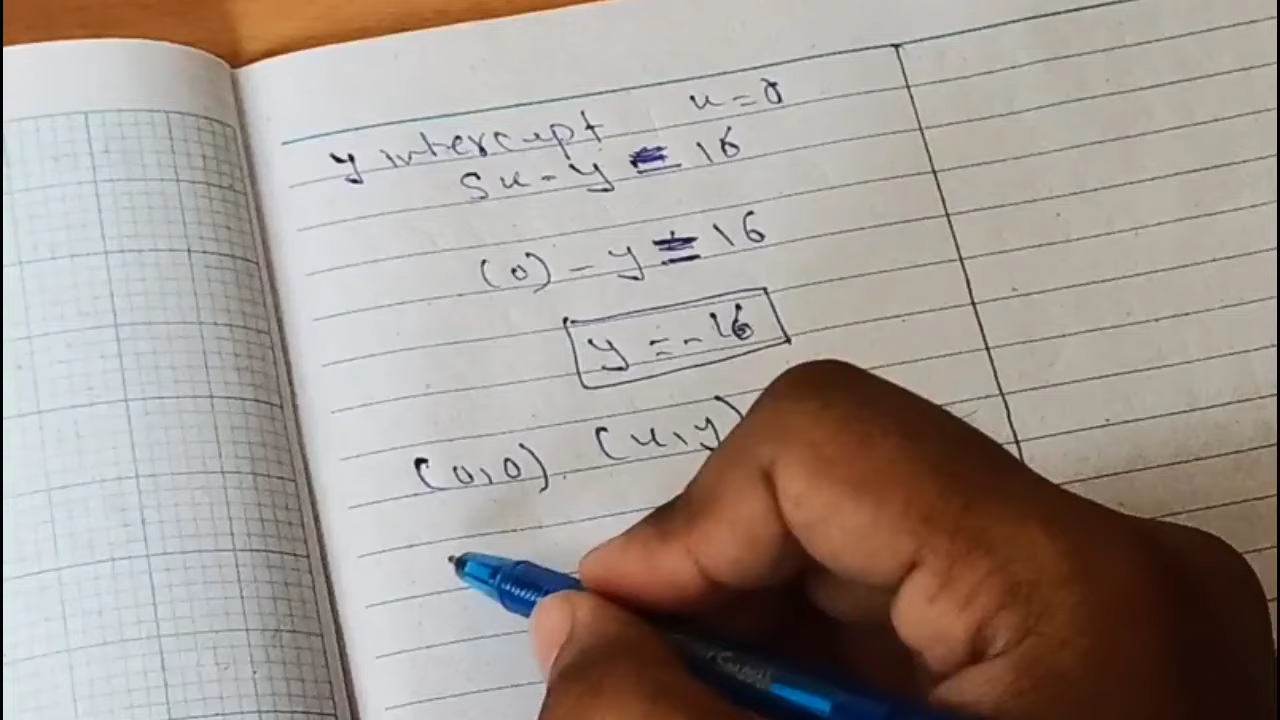 y intercept x = 0
5x - y = 16
(0) - y = 16
y = -16
(0,0) (x,y)